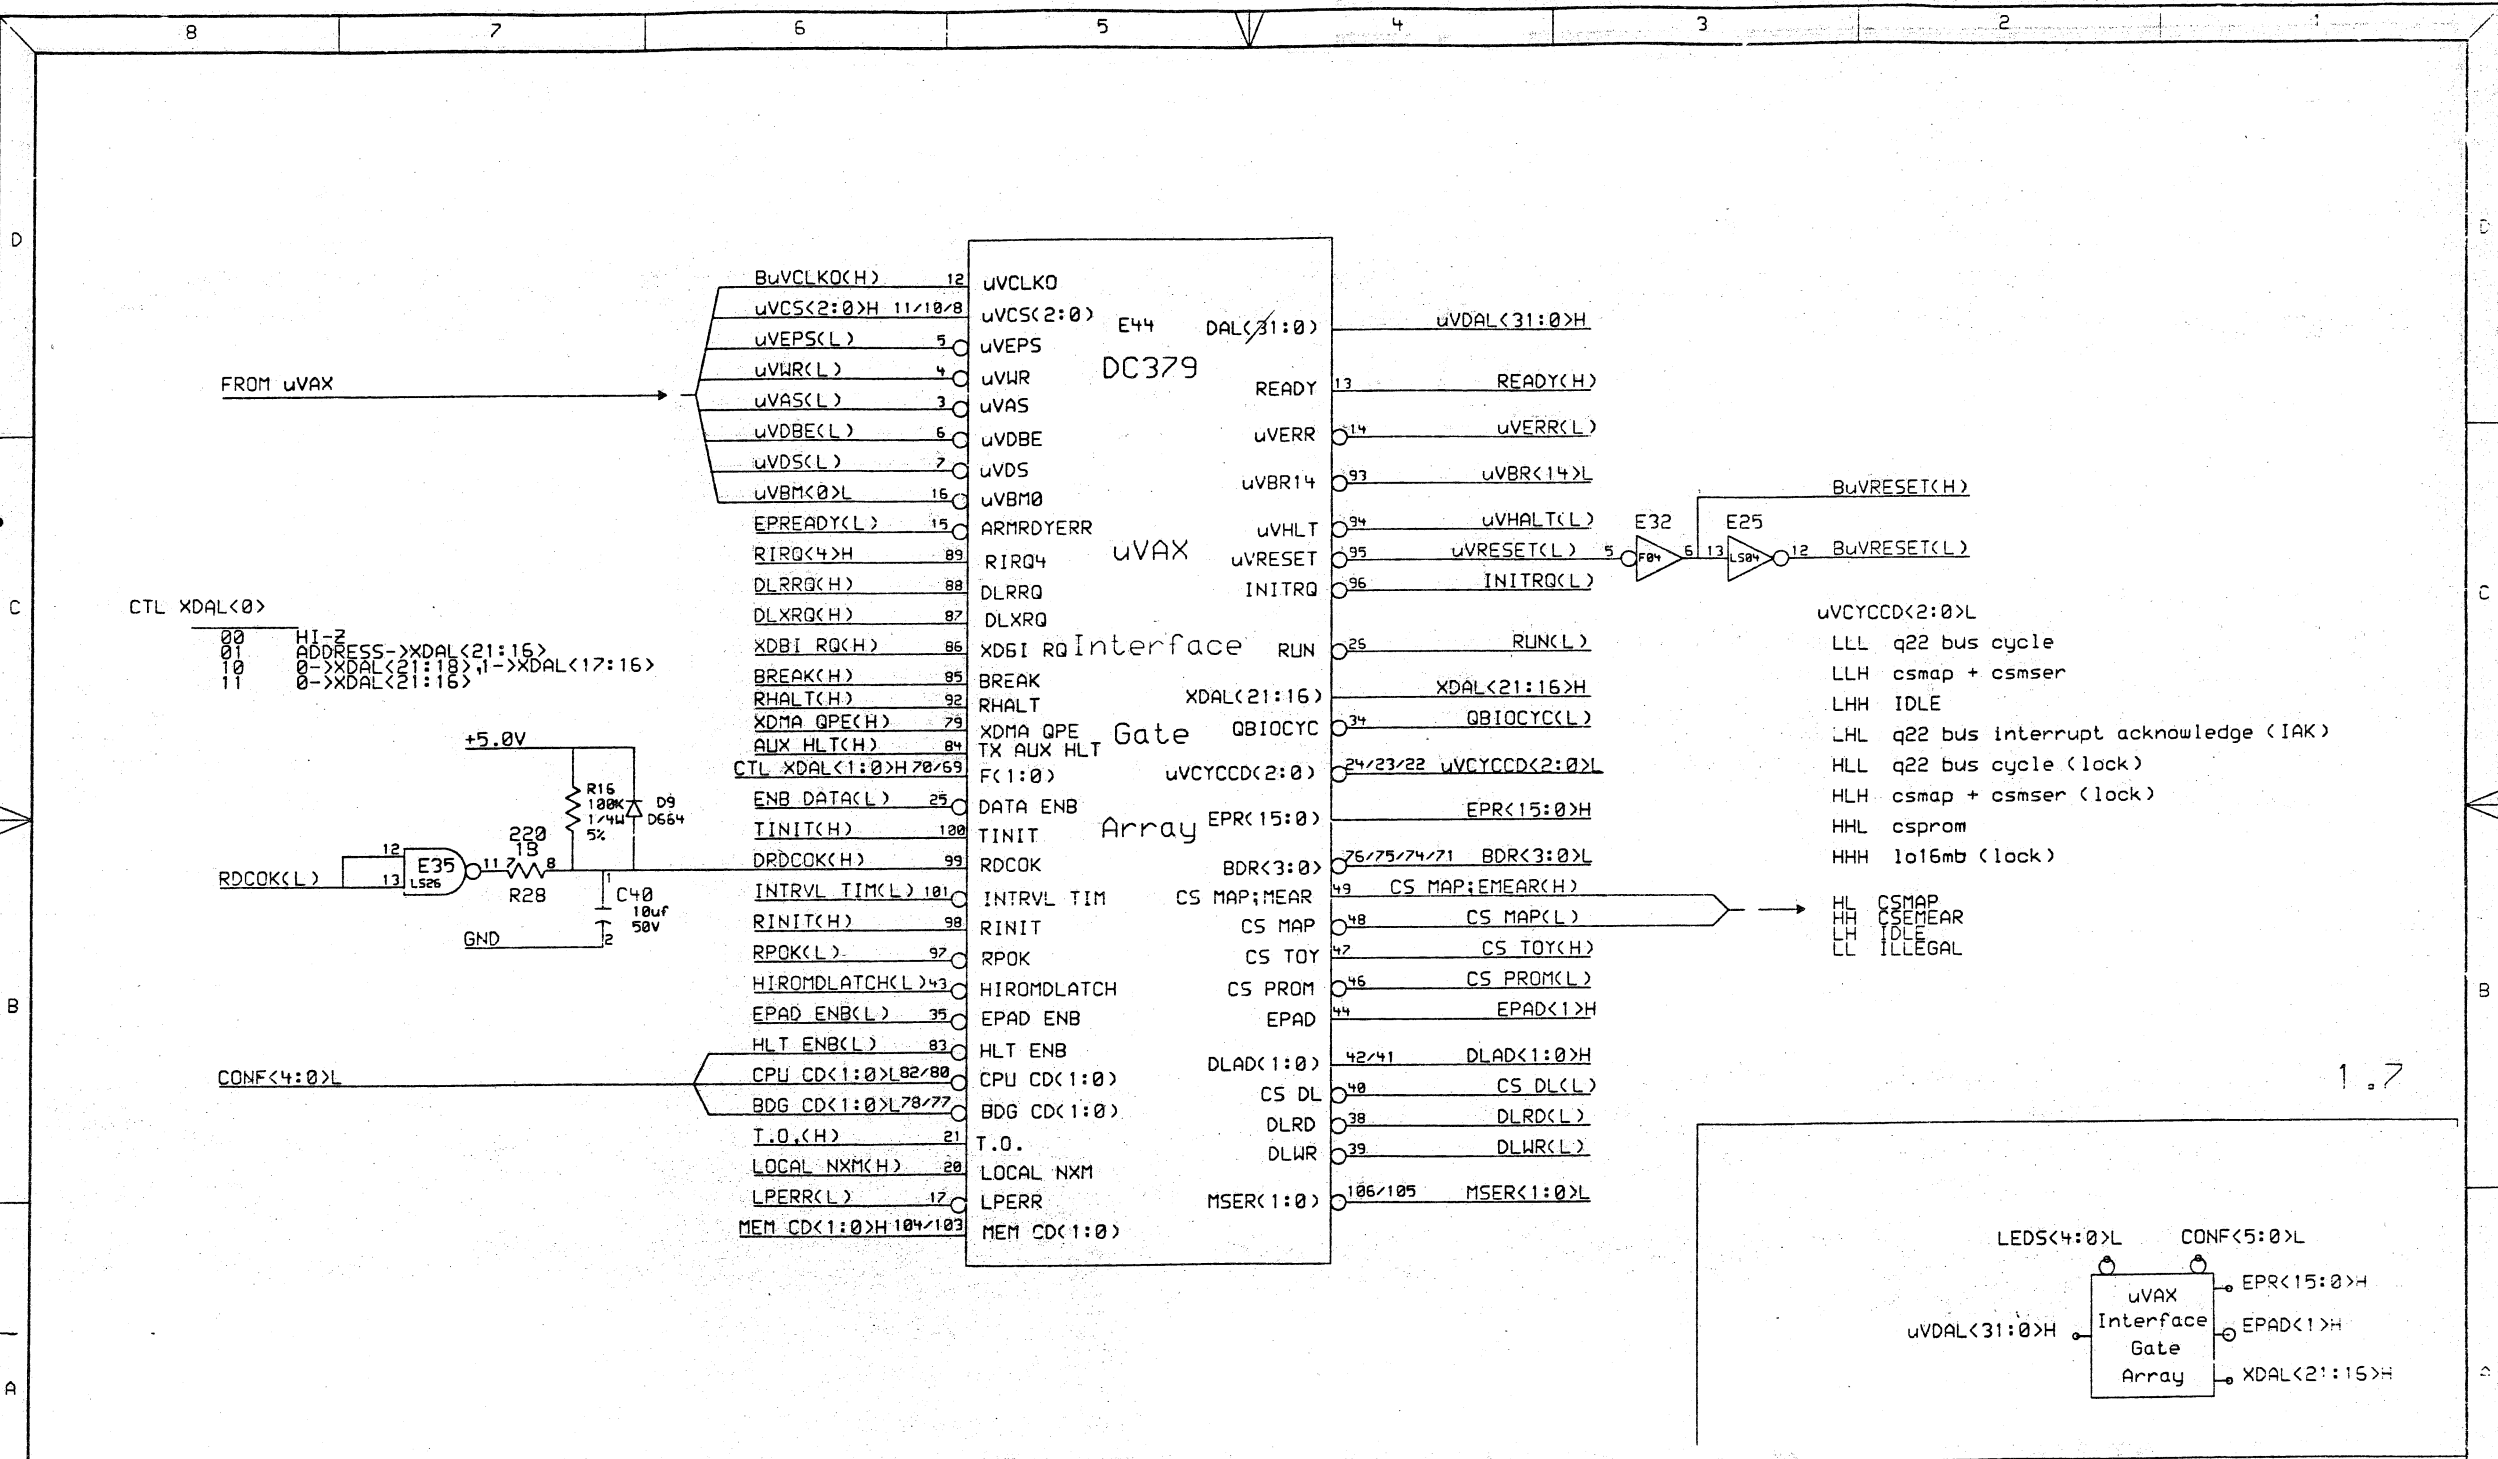 8 7 6 5 4 3 2 1
D
C
B
A
D
C
B
FROM uVAX
BuVCLKO(H) 12 uVCLKO
uVCS<2:0>H 11/10/8 uVCS(2:0)
uVEPS(L) 5 uVEPS
uVWR(L) 4 uVWR
uVAS(L) 3 uVAS
uVDBE(L) 6 uVDBE
uVDS(L) 7 uVDS
uVBM<0>L 16 uVBM0
EPREADY(L) 15 ARMRDYERR
RIRQ<4>H 89 RIRQ4
DLRRQ(H) 88 DLRRQ
DLXRQ(H) 87 DLXRQ
XDBI RQ(H) 86 XDBI RQ
BREAK(H) 85 BREAK
RHALT(H) 92 RHALT
XDMA QPE(H) 79 XDMA QPE
AUX HLT(H) 84 TX AUX HLT
CTL XDAL<1:0>H 70/69 F(1:0)
ENB DATA(L) 25 DATA ENB
TINIT(H) 100 TINIT
DRDCOK(H) 99 RDCOK
INTRVL TIM(L) 101 INTRVL TIM
RINIT(H) 98 RINIT
RPOK(L) 97 RPOK
HIROMDLATCH(L) 43 HIROMDLATCH
EPAD ENB(L) 35 EPAD ENB
HLT ENB(L) 83 HLT ENB
CPU CD<1:0>L 82/80 CPU CD(1:0)
BDG CD<1:0>L 78/77 BDG CD(1:0)
T.O.(H) 21 T.O.
LOCAL NXM(H) 20 LOCAL NXM
LPERR(L) 17 LPERR
MEM CD<1:0>H 104/103 MEM CD(1:0)
CONF<4:0>L
E44
DC379
uVAX
Interface
Gate
Array
DAL(31:0) uVDAL<31:0>H
READY 13 READY(H)
uVERR 14 uVERR(L)
uVBR14 93 uVBR<14>L
uVHLT 94 uVHALT(L)
uVRESET 95 uVRESET(L)
INITRQ 96 INITRQ(L)
RUN 26 RUN(L)
XDAL(21:16) XDAL<21:16>H
QBIOCYC 34 QBIOCYC(L)
uVCYCCD(2:0) 24/23/22 uVCYCCD<2:0>L
EPR(15:0) EPR<15:0>H
BDR<3:0> 76/75/74/71 BDR<3:0>L
CS MAP;MEAR 49 CS MAP;EMEAR(H)
CS MAP 48 CS MAP(L)
CS TOY 47 CS TOY(H)
CS PROM 46 CS PROM(L)
EPAD 44 EPAD<1>H
DLAD(1:0) 42/41 DLAD<1:0>H
CS DL 40 CS DL(L)
DLRD 38 DLRD(L)
DLWR 39 DLWR(L)
MSER(1:0) 106/105 MSER<1:0>L
5 E32 F04 6 13 E25 LS04 12
BuVRESET(H)
BuVRESET(L)
CTL XDAL<0>
00 HI-Z
01 ADDRESS->XDAL<21:16>
10 0->XDAL<21:18>,1->XDAL<17:16>
11 0->XDAL<21:16>
+5.0V
R16
100K
1/4W
5%
D9
D664
RDCOK(L) 12 13 E35 LS26 11
220
1B
7 8
R28
1
C40
10uf
50V
2
GND
uVCYCCD<2:0>L
LLL q22 bus cycle
LLH csmap + csmser
LHH IDLE
LHL q22 bus interrupt acknowledge (IAK)
HLL q22 bus cycle (lock)
HLH csmap + csmser (lock)
HHL csprom
HHH lo16mb (lock)
HL CSMAP
HH CSEMEAR
LH IDLE
LL ILLEGAL
1.7
LEDS<4:0>L CONF<5:0>L
uVAX
Interface
Gate
Array
uVDAL<31:0>H
EPR<15:0>H
EPAD<1>H
XDAL<21:16>H